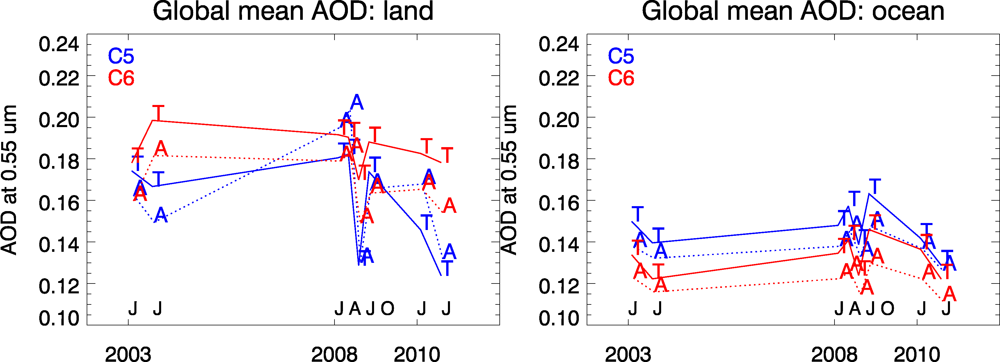 Global mean AOD: land
AOD at 0.55 um
0.24
0.22
0.20
0.18
0.16
0.14
0.12
0.10
C5
C6
T T T T T T T T
A A A A A A A A
T T T T T T T T
A A A A A A A A
J J J A J O J J
2003 2008 2010
Global mean AOD: ocean
AOD at 0.55 um
0.24
0.22
0.20
0.18
0.16
0.14
0.12
0.10
C5
C6
T T T T T T T T
A A A A A A A A
T T T T T T T T
A A A A A A A A
J J J A J O J J
2003 2008 2010